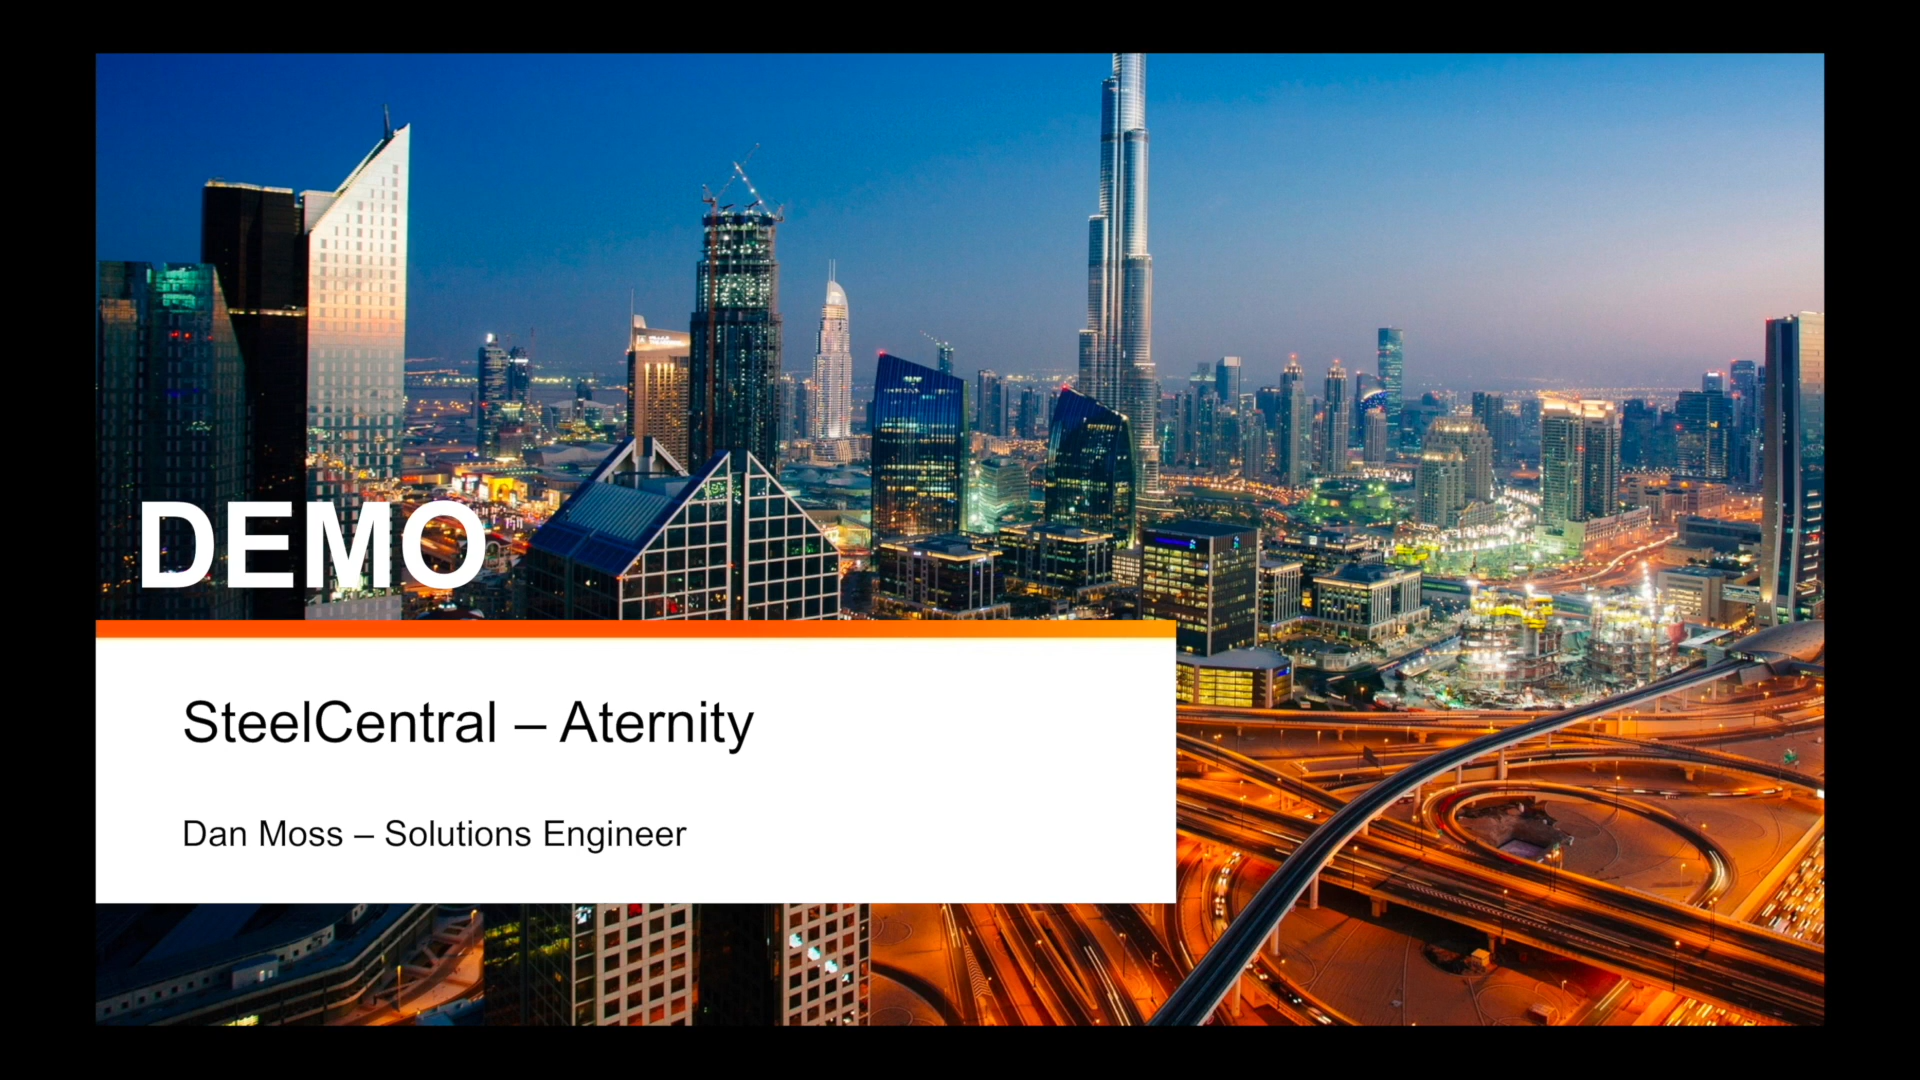 DEMO
SteelCentral – Aternity
Dan Moss – Solutions Engineer